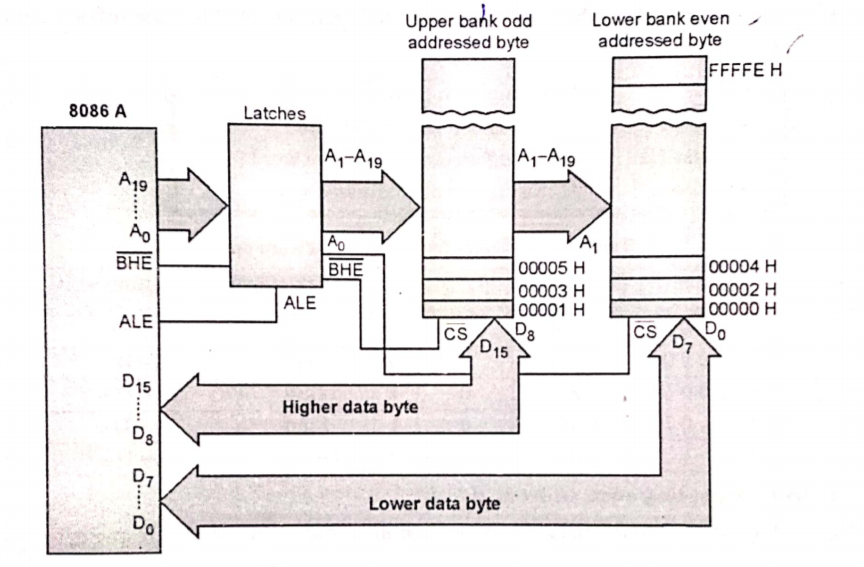 Upper bank odd
addressed byte
Lower bank even
addressed byte
FFFFE H
8086 A
Latches
A19
A0
BHE
ALE
D15
D8
D7
D0
A1–A19
A0
BHE
ALE
A1–A19
A1
00005 H
00003 H
00001 H
00004 H
00002 H
00000 H
CS
D15
D8
CS
D7
D0
Higher data byte
Lower data byte